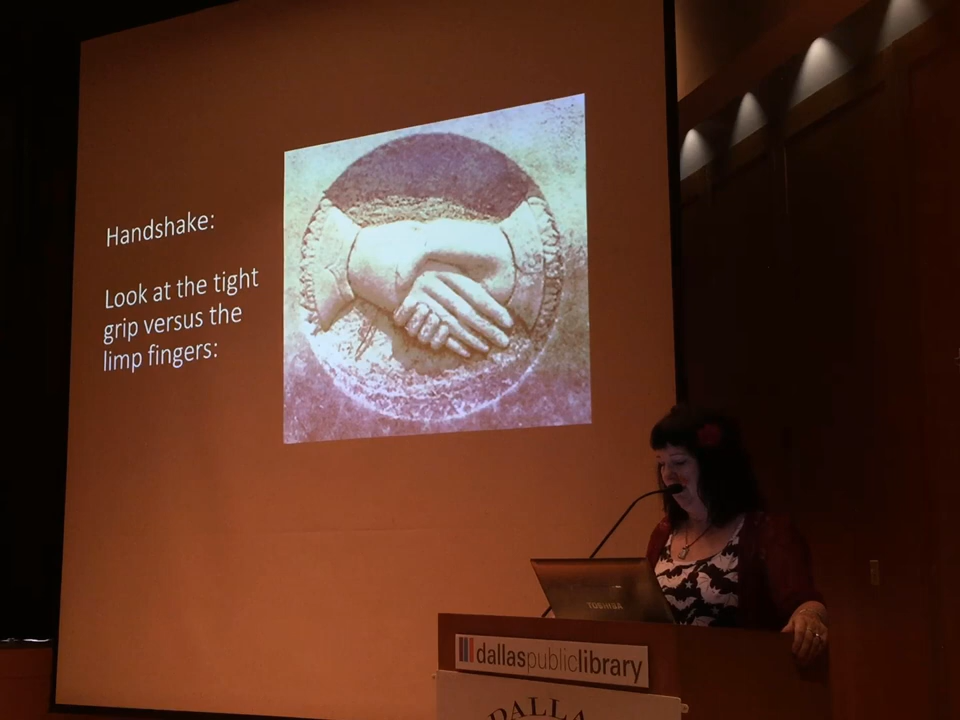 Handshake:
Look at the tight
grip versus the
limp fingers:
TOSHIBA
dallaspubliclibrary